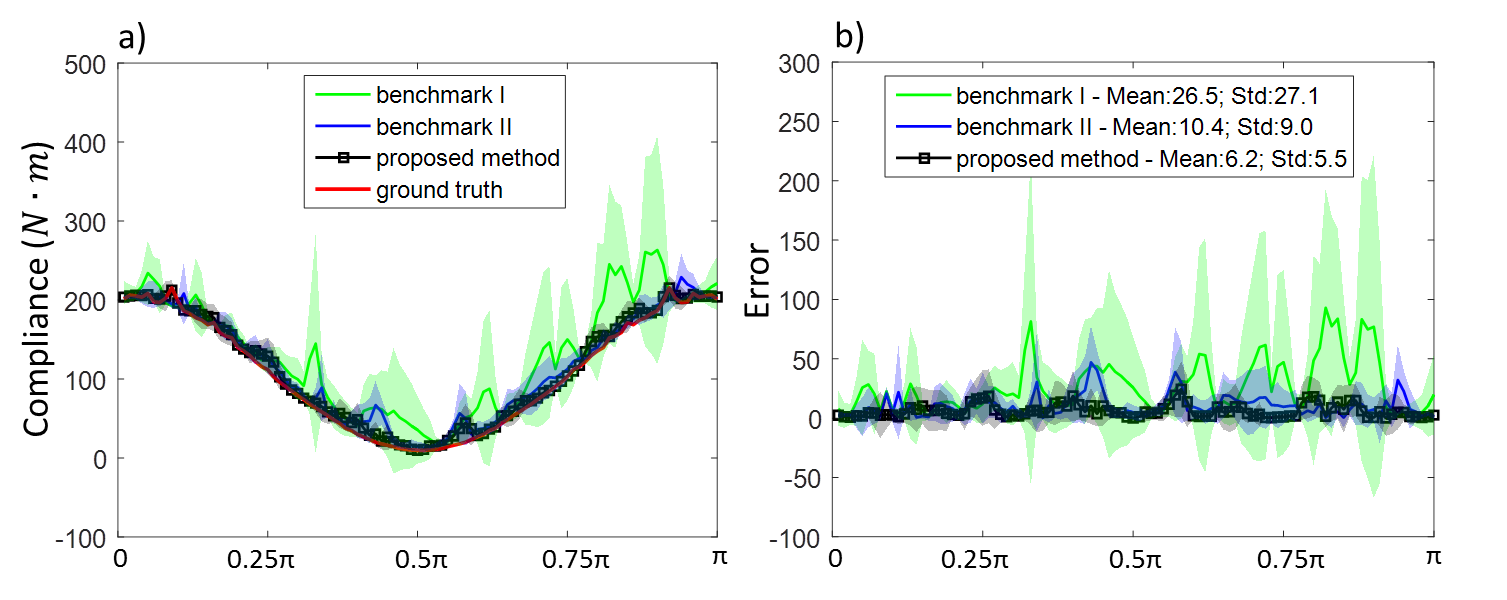 a)
500
400
300
200
100
0
-100
Compliance (N · m)
benchmark I
benchmark II
proposed method
ground truth
0 0.25π 0.5π 0.75π π
b)
300
250
200
150
100
50
0
-50
-100
Error
benchmark I - Mean:26.5; Std:27.1
benchmark II - Mean:10.4; Std:9.0
proposed method - Mean:6.2; Std:5.5
0 0.25π 0.5π 0.75π π